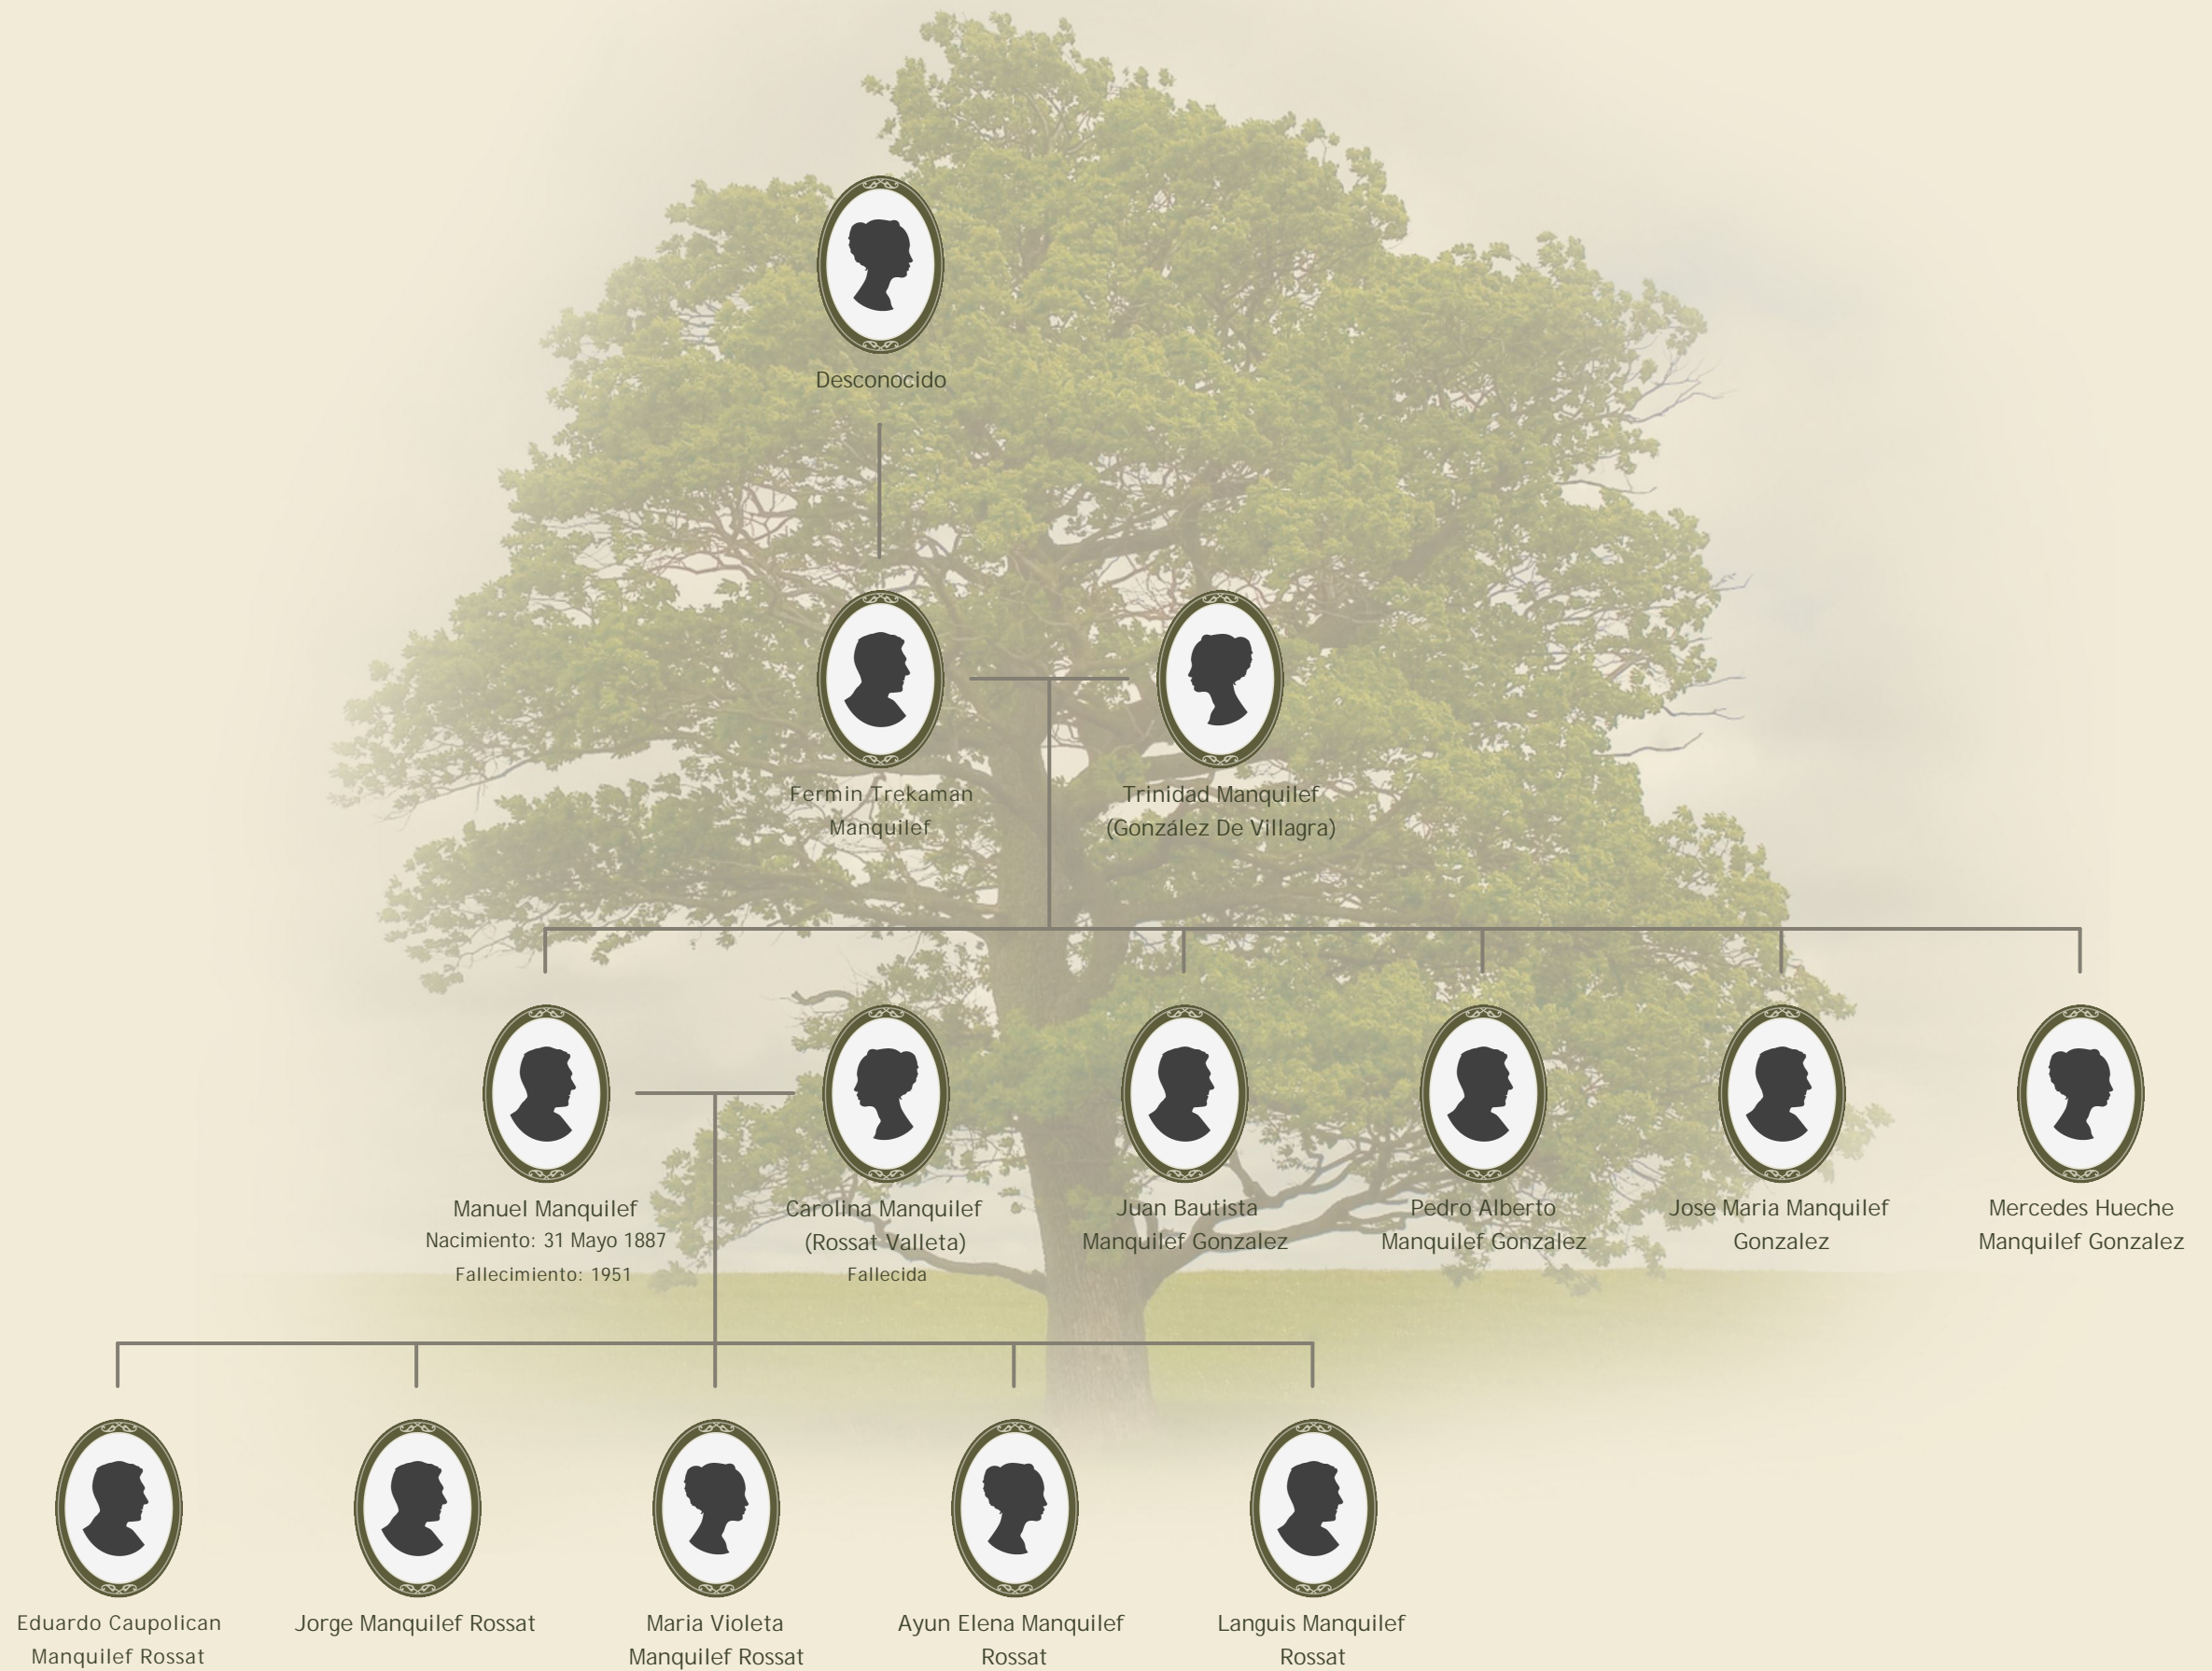 Desconocido
Fermin Trekaman
Manquilef
Trinidad Manquilef
(González De Villagra)
Manuel Manquilef
Nacimiento: 31 Mayo 1887
Fallecimiento: 1951
Carolina Manquilef
(Rossat Valleta)
Fallecida
Juan Bautista
Manquilef Gonzalez
Pedro Alberto
Manquilef Gonzalez
Jose Maria Manquilef
Gonzalez
Mercedes Hueche
Manquilef Gonzalez
Eduardo Caupolican
Manquilef Rossat
Jorge Manquilef Rossat
Maria Violeta
Manquilef Rossat
Ayun Elena Manquilef
Rossat
Languis Manquilef
Rossat